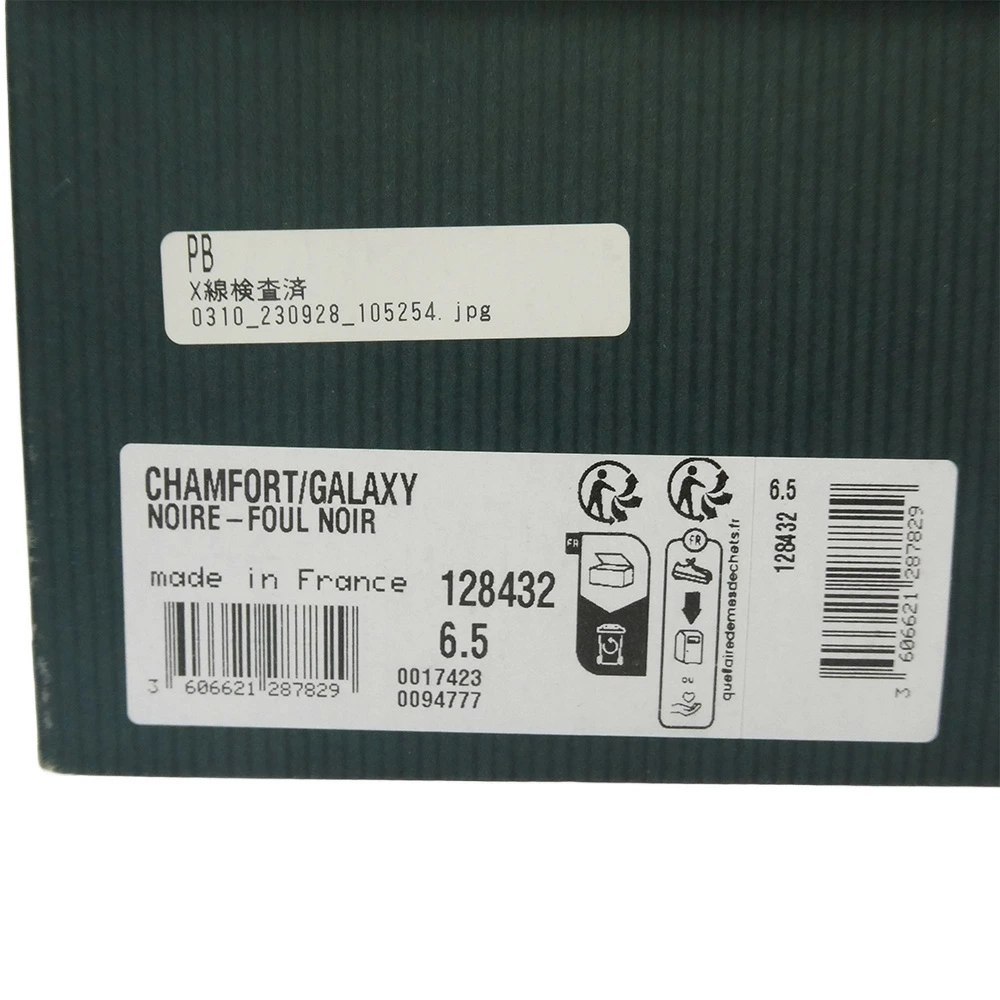 PB
X線検査済
0310_230928_105254.jpg
CHAMFORT/GALAXY
NOIRE-FOUL NOIR
made in France
128432
6.5
0017423
0094777
3 606621 287829
FR
FR
ou
quefairedemesdechets.fr
6.5
128432
3 606621 287829